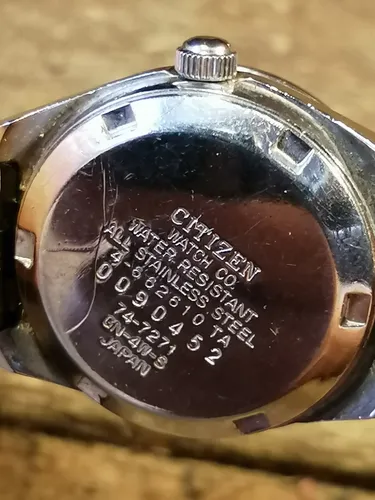 CITIZEN
WATCH CO.
WATER RESISTANT
ALL STAINLESS STEEL
4-662610 TA
0090452
74-7271
GN-4W-S
JAPAN